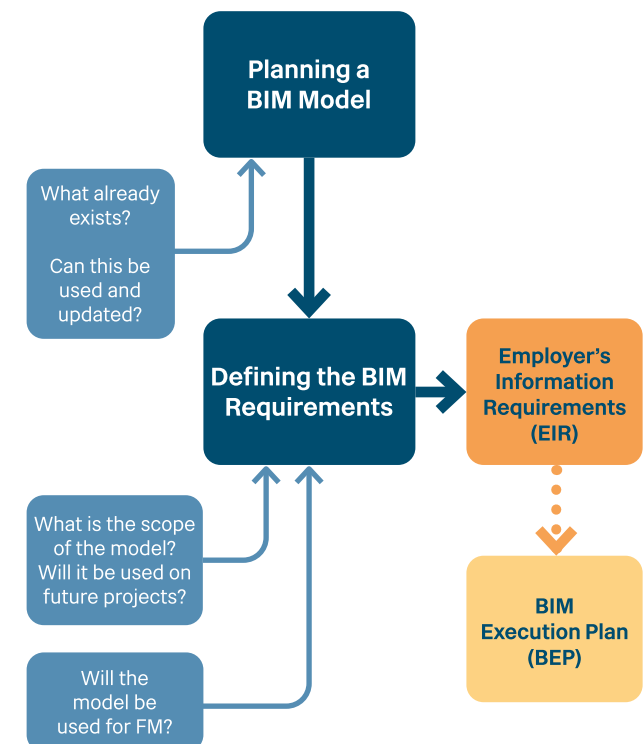 Planning a
BIM Model
What already
exists?
Can this be
used and
updated?
Defining the BIM
Requirements
Employer’s
Information
Requirements
(EIR)
What is the scope
of the model?
Will it be used on
future projects?
BIM
Execution Plan
(BEP)
Will the
model be
used for FM?